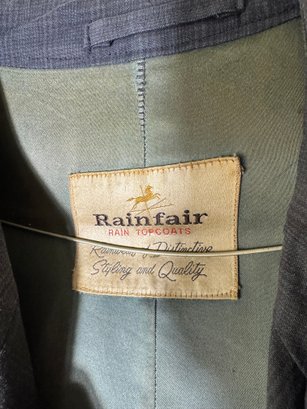 Rainfair
RAIN TOPCOATS
Rainwear of Distinctive
Styling and Quality